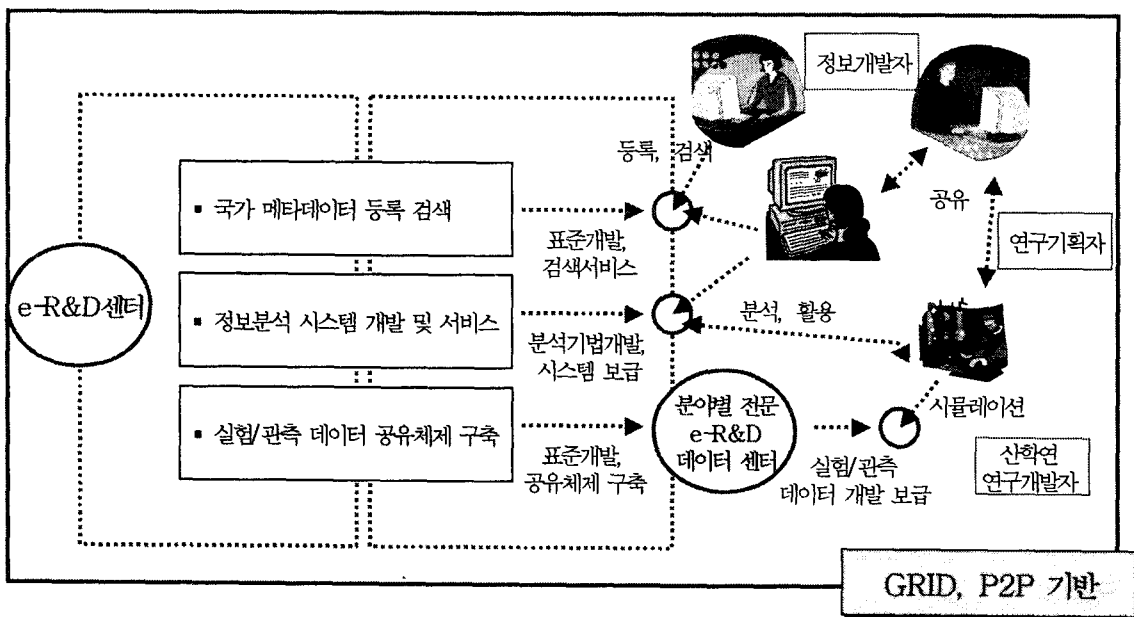 정보개발자
등록, 검색
▪ 국가 메타데이터 등록 검색
공유
표준개발,
검색서비스
연구기획자
e-R&D센터
▪ 정보분석 시스템 개발 및 서비스
분석, 활용
분석기법개발,
시스템 보급
분야별 전문
e-R&D
데이터 센터
시뮬레이션
▪ 실험/관측 데이터 공유체제 구축
표준개발,
공유체제 구축
실험/관측
데이터 개발 보급
산학연
연구개발자
GRID, P2P 기반